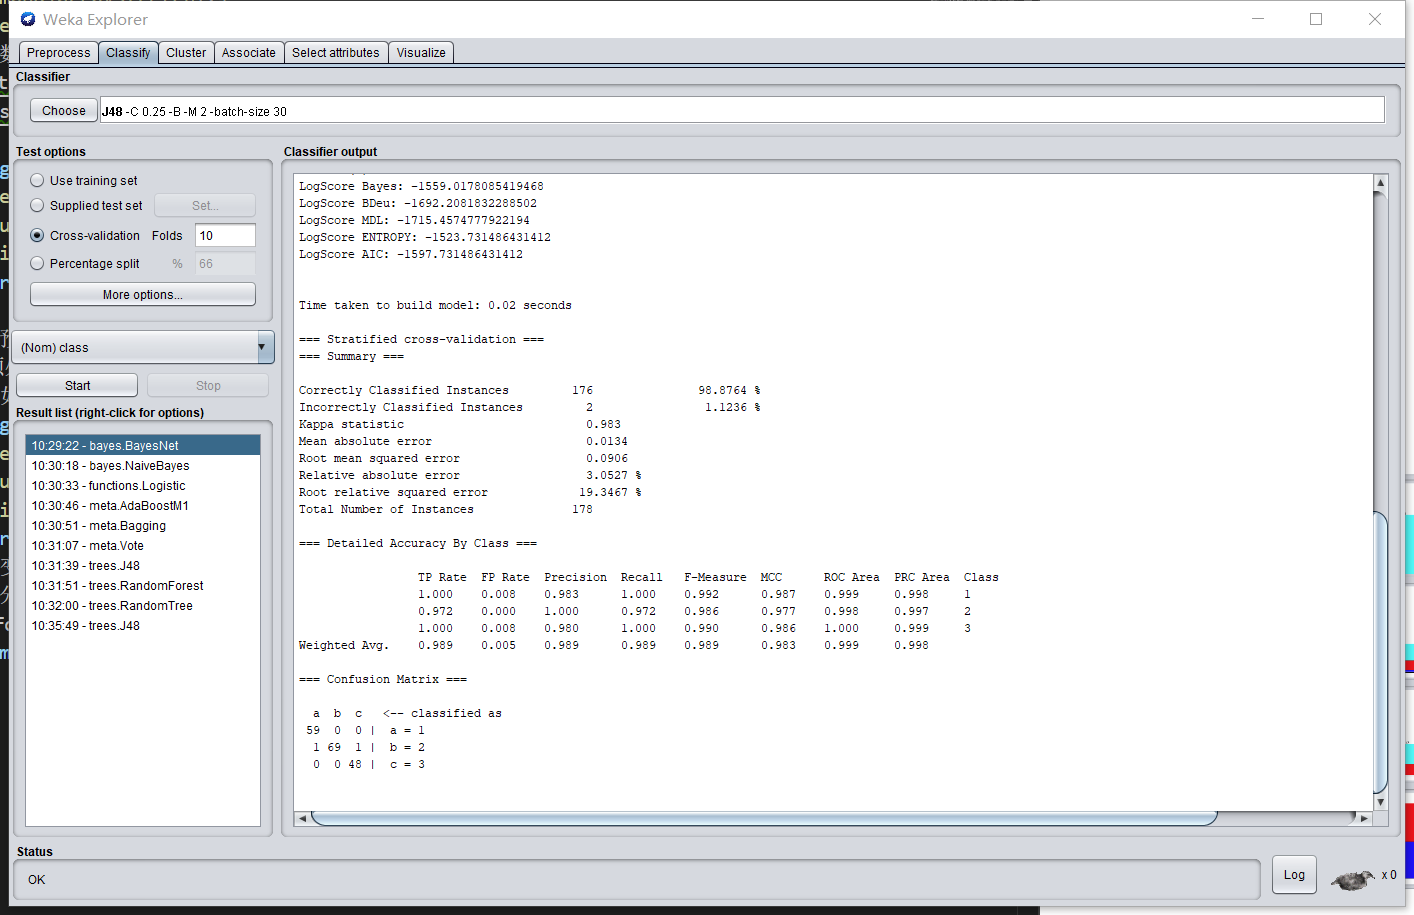 Weka Explorer
Preprocess Classify Cluster Associate Select attributes Visualize
Classifier
Choose J48 -C 0.25 -B -M 2 -batch-size 30
Test options
Use training set
Supplied test set Set...
Cross-validation Folds 10
Percentage split % 66
More options...
(Nom) class
Start Stop
Result list (right-click for options)
10:29:22 - bayes.BayesNet
10:30:18 - bayes.NaiveBayes
10:30:33 - functions.Logistic
10:30:46 - meta.AdaBoostM1
10:30:51 - meta.Bagging
10:31:07 - meta.Vote
10:31:39 - trees.J48
10:31:51 - trees.RandomForest
10:32:00 - trees.RandomTree
10:35:49 - trees.J48
Classifier output
LogScore Bayes: -1559.0178085419468
LogScore BDeu: -1692.2081832288502
LogScore MDL: -1715.4574777922194
LogScore ENTROPY: -1523.731486431412
LogScore AIC: -1597.731486431412
Time taken to build model: 0.02 seconds
=== Stratified cross-validation ===
=== Summary ===
Correctly Classified Instances 176 98.8764 %
Incorrectly Classified Instances 2 1.1236 %
Kappa statistic 0.983
Mean absolute error 0.0134
Root mean squared error 0.0906
Relative absolute error 3.0527 %
Root relative squared error 19.3467 %
Total Number of Instances 178
=== Detailed Accuracy By Class ===
TP Rate FP Rate Precision Recall F-Measure MCC ROC Area PRC Area Class
1.000 0.008 0.983 1.000 0.992 0.987 0.999 0.998 1
0.972 0.000 1.000 0.972 0.986 0.977 0.998 0.997 2
1.000 0.008 0.980 1.000 0.990 0.986 1.000 0.999 3
Weighted Avg. 0.989 0.005 0.989 0.989 0.989 0.983 0.999 0.998
=== Confusion Matrix ===
a b c <-- classified as
59 0 0 | a = 1
1 69 1 | b = 2
0 0 48 | c = 3
Status
OK
Log
x 0